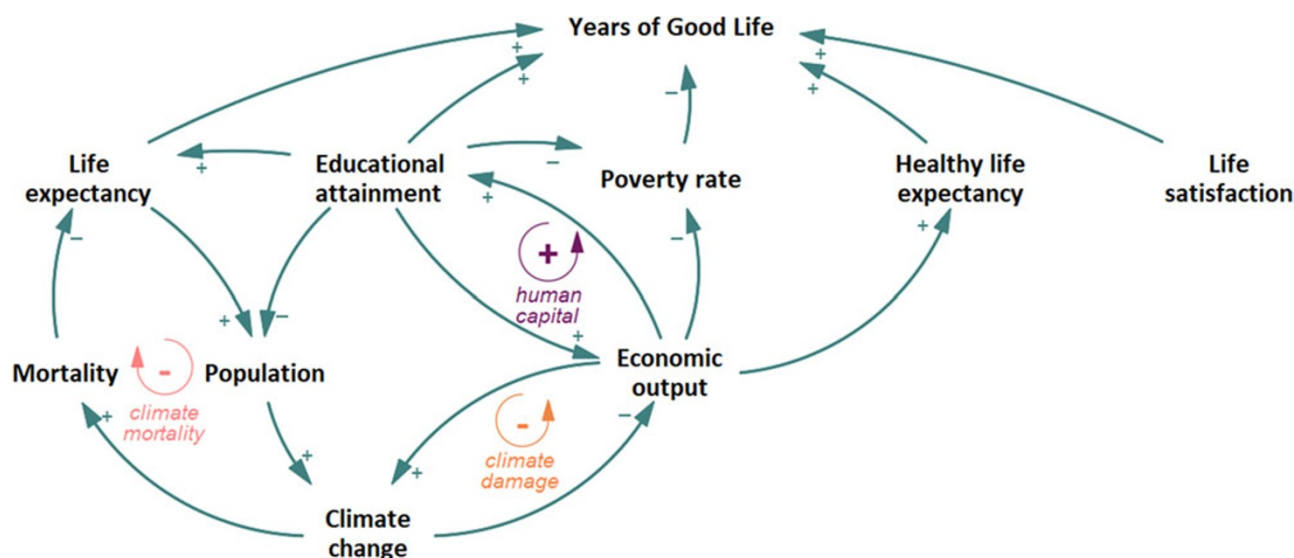 Years of Good Life
+
+
+
+
−
Life
expectancy
Educational
attainment
Poverty rate
Healthy life
expectancy
Life
satisfaction
+
−
+
−
−
+
+
human
capital
+
−
+
Mortality
-
climate
mortality
Population
Economic
output
+
+
-
climate
damage
+
−
Climate
change